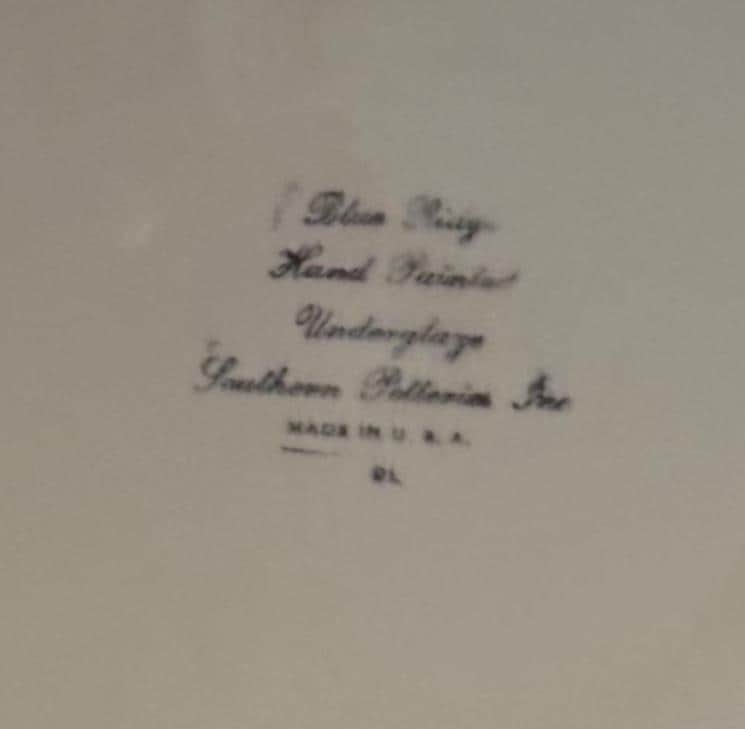 Blue Ridge
Hand Painted
Underglaze
Southern Potteries Inc
MADE IN U. S. A.